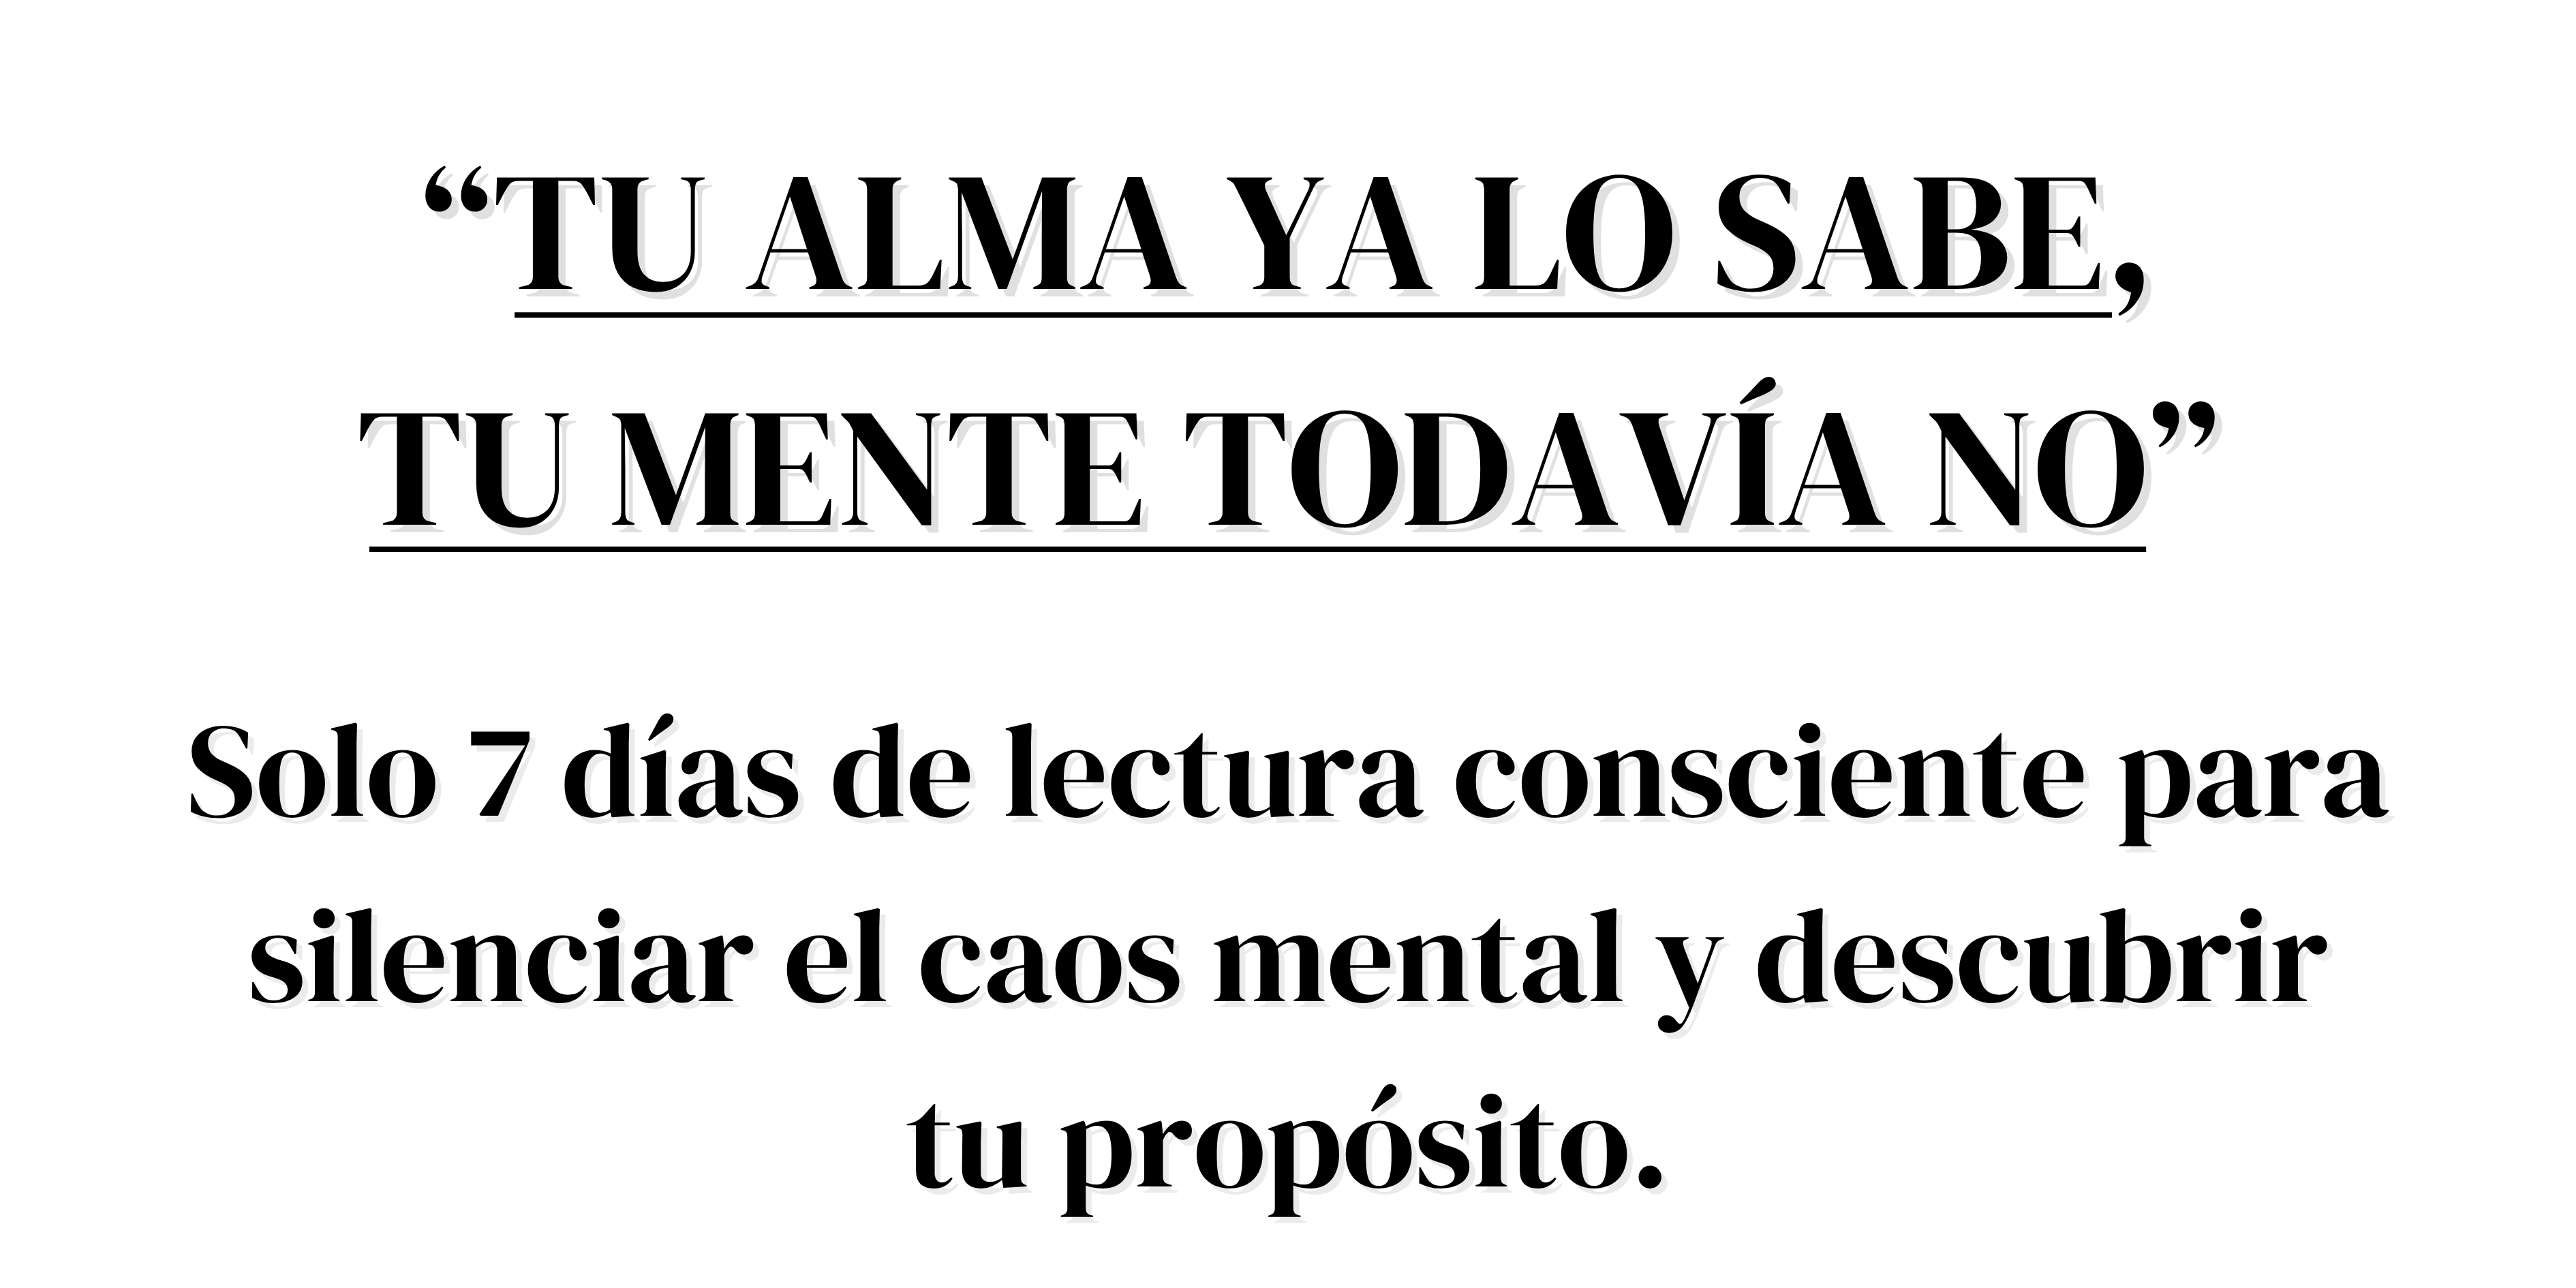 “TU ALMA YA LO SABE,
TU MENTE TODAVÍA NO”
Solo 7 días de lectura consciente para
silenciar el caos mental y descubrir
tu propósito.